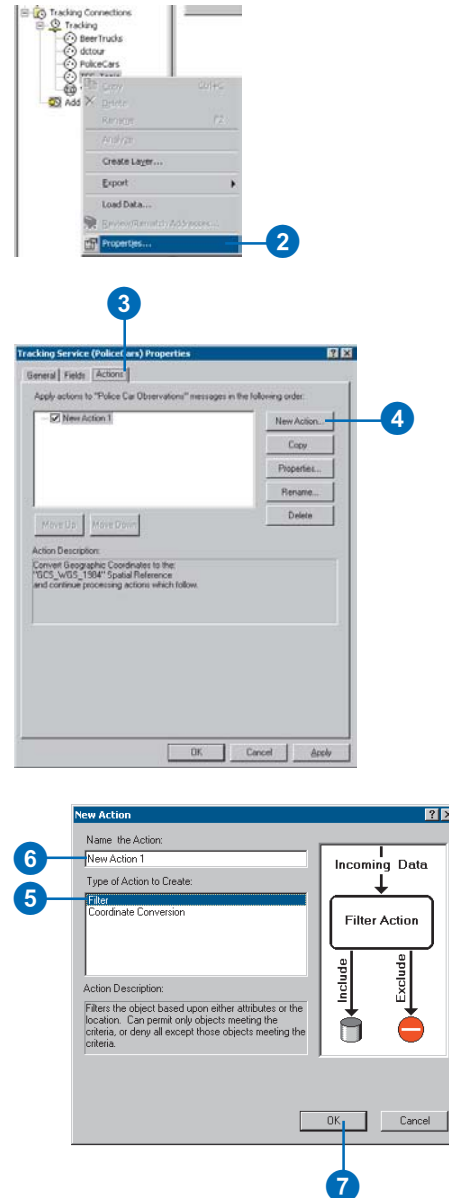 Tracking Connections
Tracking
BeerTrucks
dctour
PoliceCars
Add
Copy Ctrl+C
Delete
Rename F2
Analyze
Create Layer...
Export
Load Data...
Review/Rematch Addresses...
Properties...
2
3
Tracking Service (PoliceCars) Properties
General Fields Actions
Apply actions to "Police Car Observations" messages in the following order:
New Action 1
New Action...
4
Copy
Properties...
Rename...
Delete
Move Up Move Down
Action Description:
Convert Geographic Coordinates to the:
"GCS_WGS_1984" Spatial Reference
and continue processing actions which follow.
OK Cancel Apply
New Action
Name the Action:
6
New Action 1
Type of Action to Create:
5
Filter
Coordinate Conversion
Action Description:
Filters the object based upon either attributes or the
location. Can permit only objects meeting the
criteria, or deny all except those objects meeting the
criteria.
Incoming Data
Filter Action
Include
Exclude
OK Cancel
7